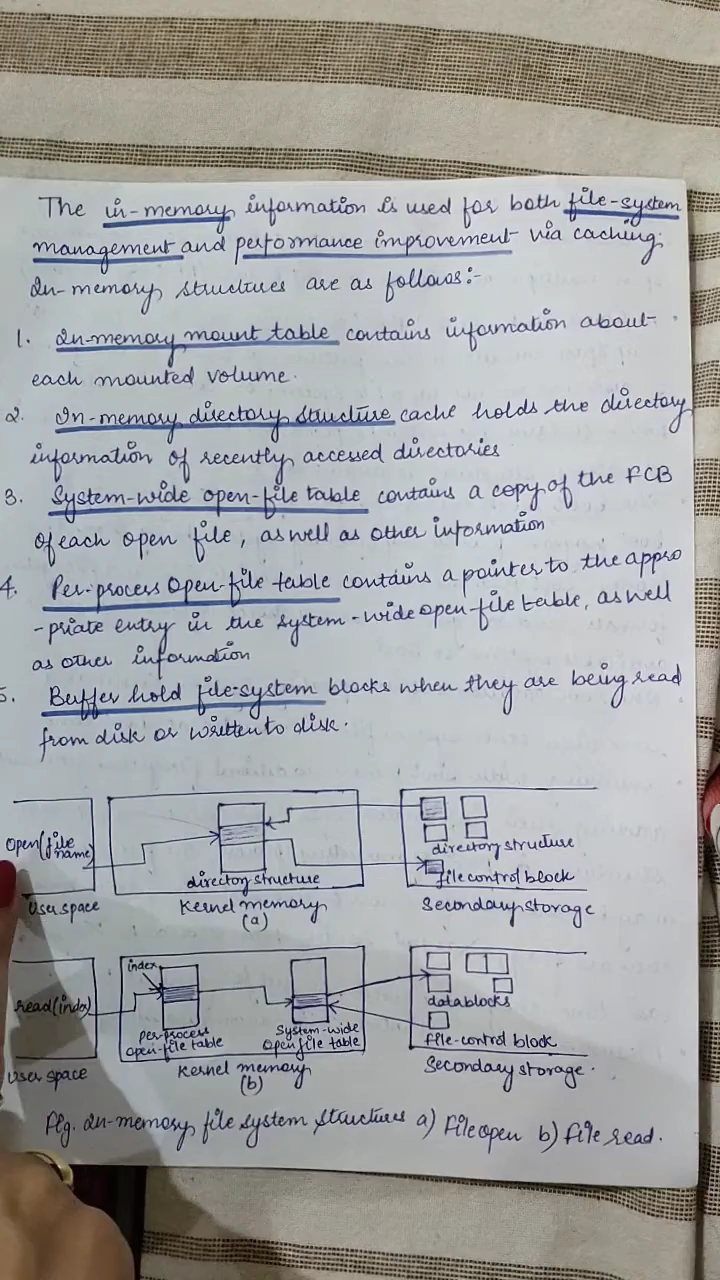 The in-memory information is used for both file-system
management and performance improvement via caching.
In-memory structures are as follows:-
1. In-memory mount table contains information about
each mounted volume.
2. In-memory directory structure cache holds the directory
information of recently accessed directories
3. System-wide open-file table contains a copy of the FCB
of each open file, as well as other information
4. Per-process open-file table contains a pointer to the appro
-priate entry in the system-wide open-file table, as well
as other information
5. Buffer hold file-system blocks when they are being read
from disk or written to disk.
open(file
name)
directory structure
directory structure
file control block
User space
Kernel memory
(a)
Secondary storage
index
read(index)
data blocks
per-process
open-file table
System-wide
open file table
file-control block
User space
Kernel memory
(b)
Secondary storage.
Fig. In-memory file system structures a) File open b) File read.